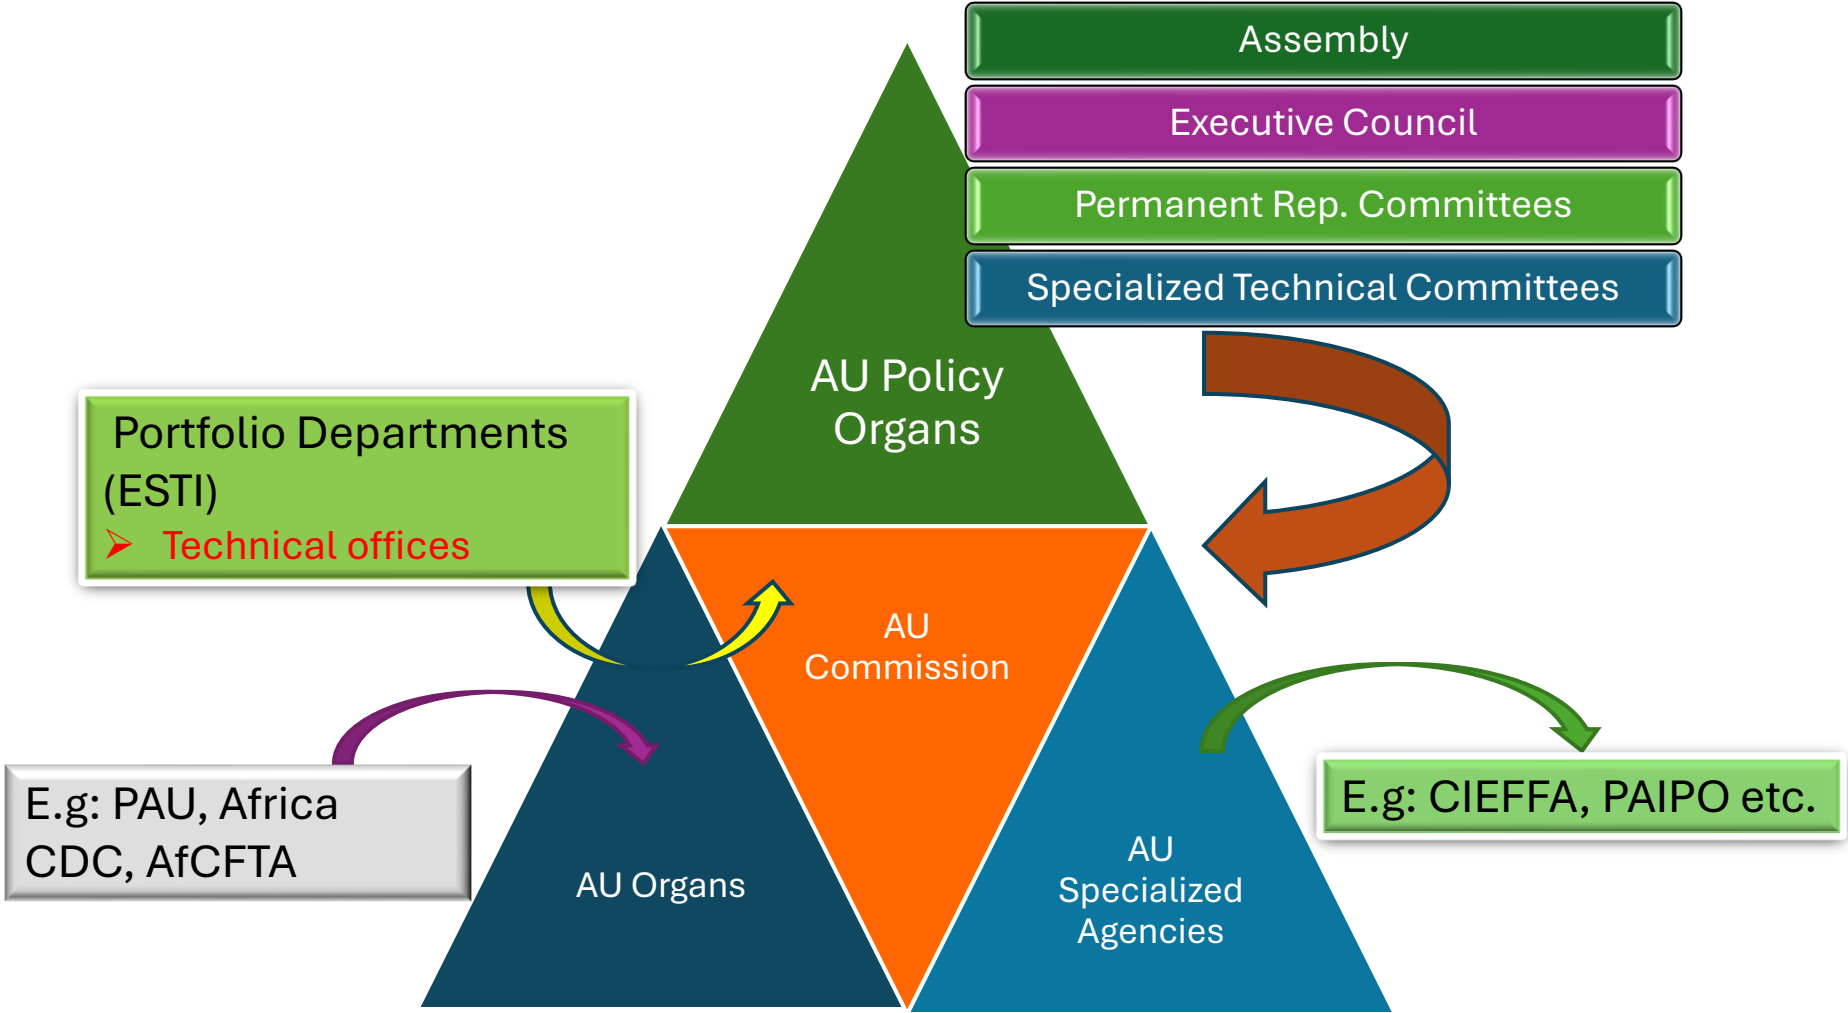 Assembly
Executive Council
Permanent Rep. Committees
Specialized Technical Committees
AU Policy
Organs
Portfolio Departments
(ESTI)
➢ Technical offices
AU
Commission
E.g: PAU, Africa
CDC, AfCFTA
AU Organs
E.g: CIEFFA, PAIPO etc.
AU
Specialized
Agencies